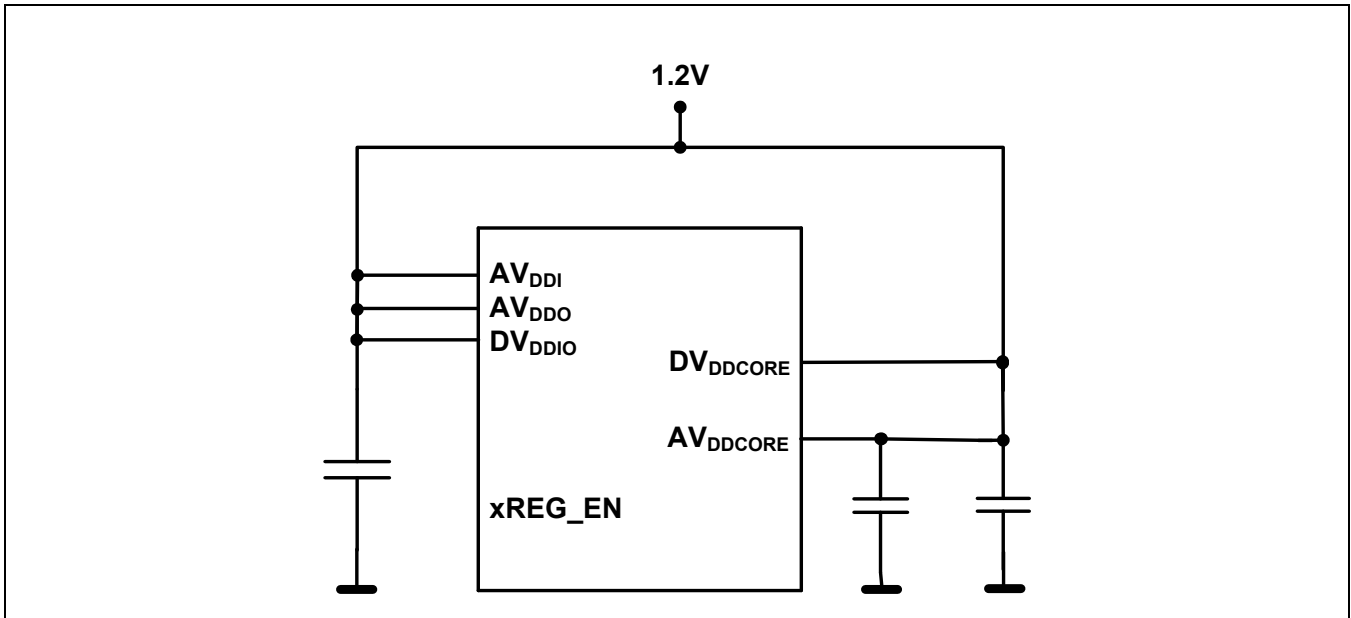 1.2V
AVDDI
AVDDO
DVDDIO
DVDDCORE
AVDDCORE
xREG_EN